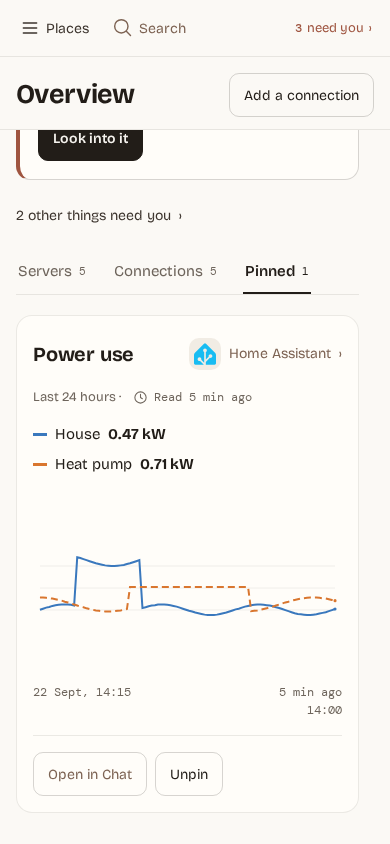 Places
Search
3 need you ›
Overview
Add a connection
Look into it
2 other things need you ›
Servers 5
Connections 5
Pinned 1
Power use
Home Assistant ›
Last 24 hours ·
Read 5 min ago
House 0.47 kW
Heat pump 0.71 kW
22 Sept, 14:15
5 min ago
14:00
Open in Chat
Unpin